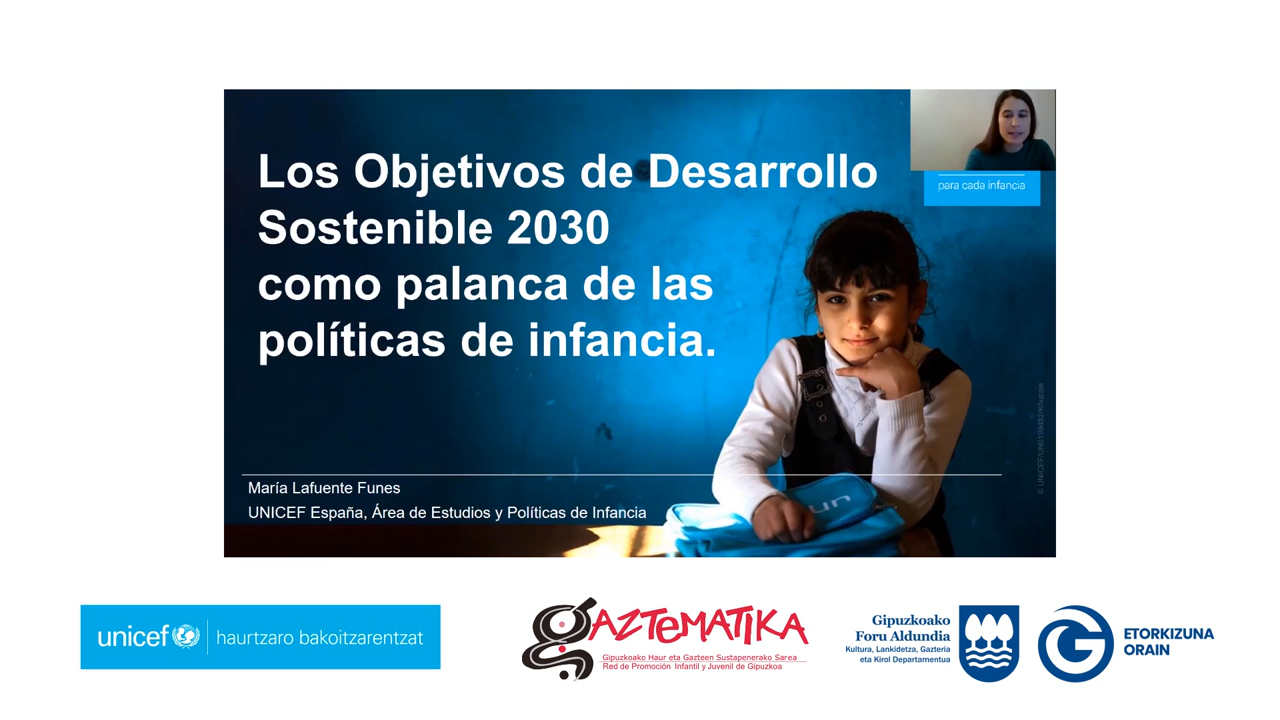 Los Objetivos de Desarrollo
Sostenible 2030
como palanca de las
políticas de infancia.
para cada infancia
María Lafuente Funes
UNICEF España, Área de Estudios y Políticas de Infancia
un
unicef
haurtzaro bakoitzarentzat
GAZTEMATIKA
Gipuzkoako Haur eta Gazteen Sustapenerako Sarea
Red de Promoción Infantil y Juvenil de Gipuzkoa
Gipuzkoako
Foru Aldundia
Kultura, Lankidetza, Gazteria
eta Kirol Departamentua
ETORKIZUNA
ORAIN